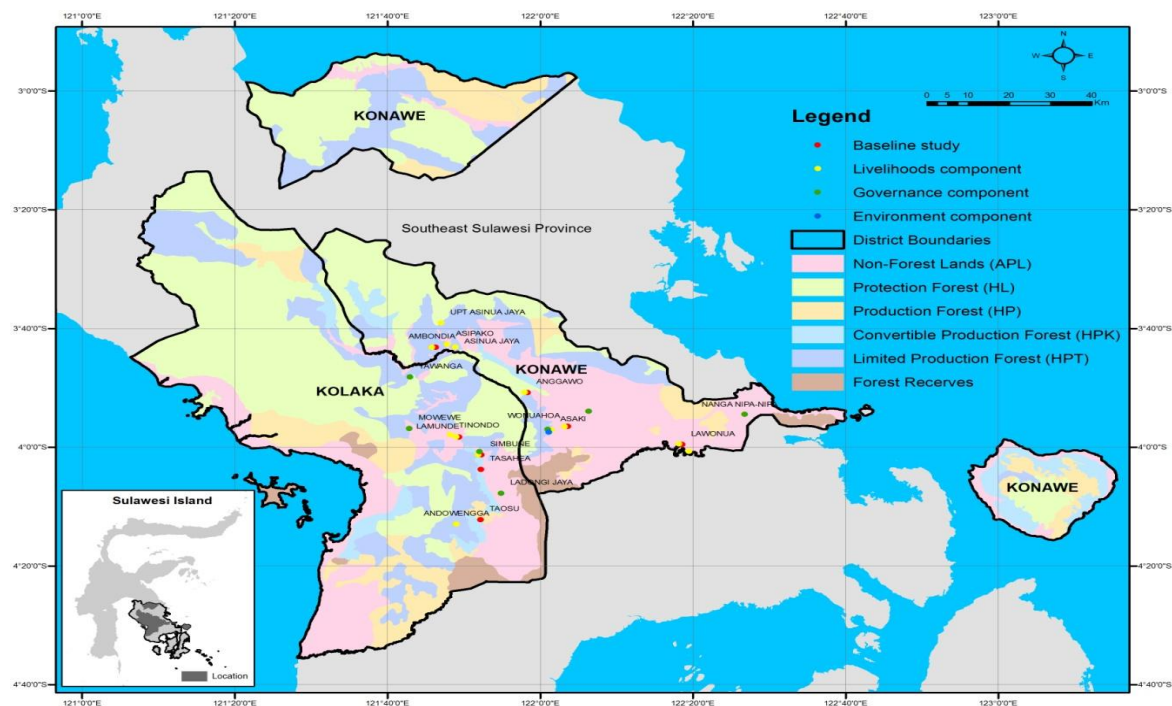 121°0'0"E 121°20'0"E 121°40'0"E 122°0'0"E 122°20'0"E 122°40'0"E 123°0'0"E
N
W E
S
3°0'0"S 3°0'0"S
0 5 10 20 30 40
Km
KONAWE
Legend
Baseline study
Livelihoods component
Governance component
Environment component
District Boundaries
Non-Forest Lands (APL)
Protection Forest (HL)
Production Forest (HP)
Convertible Production Forest (HPK)
Limited Production Forest (HPT)
Forest Recerves
3°20'0"S 3°20'0"S
Southeast Sulawesi Province
3°40'0"S 3°40'0"S
UPT ASINUA JAYA
AMBONDIA ASIPAKO
ASINUA JAYA
TAWANGA
KONAWE
KOLAKA
ANGGAWO
NANGA NIPA-NIP
MOWEWE
WONUAHOA ASAKI
LAMUNDE TINONDO
LAWONUA
4°0'0"S 4°0'0"S
SIMBUNE
TASAHEA
LADONGI JAYA
KONAWE
ANDOWENGGA TAOSU
Sulawesi Island
Location
4°20'0"S 4°20'0"S
4°40'0"S 4°40'0"S
121°0'0"E 121°20'0"E 121°40'0"E 122°0'0"E 122°20'0"E 122°40'0"E 123°0'0"E